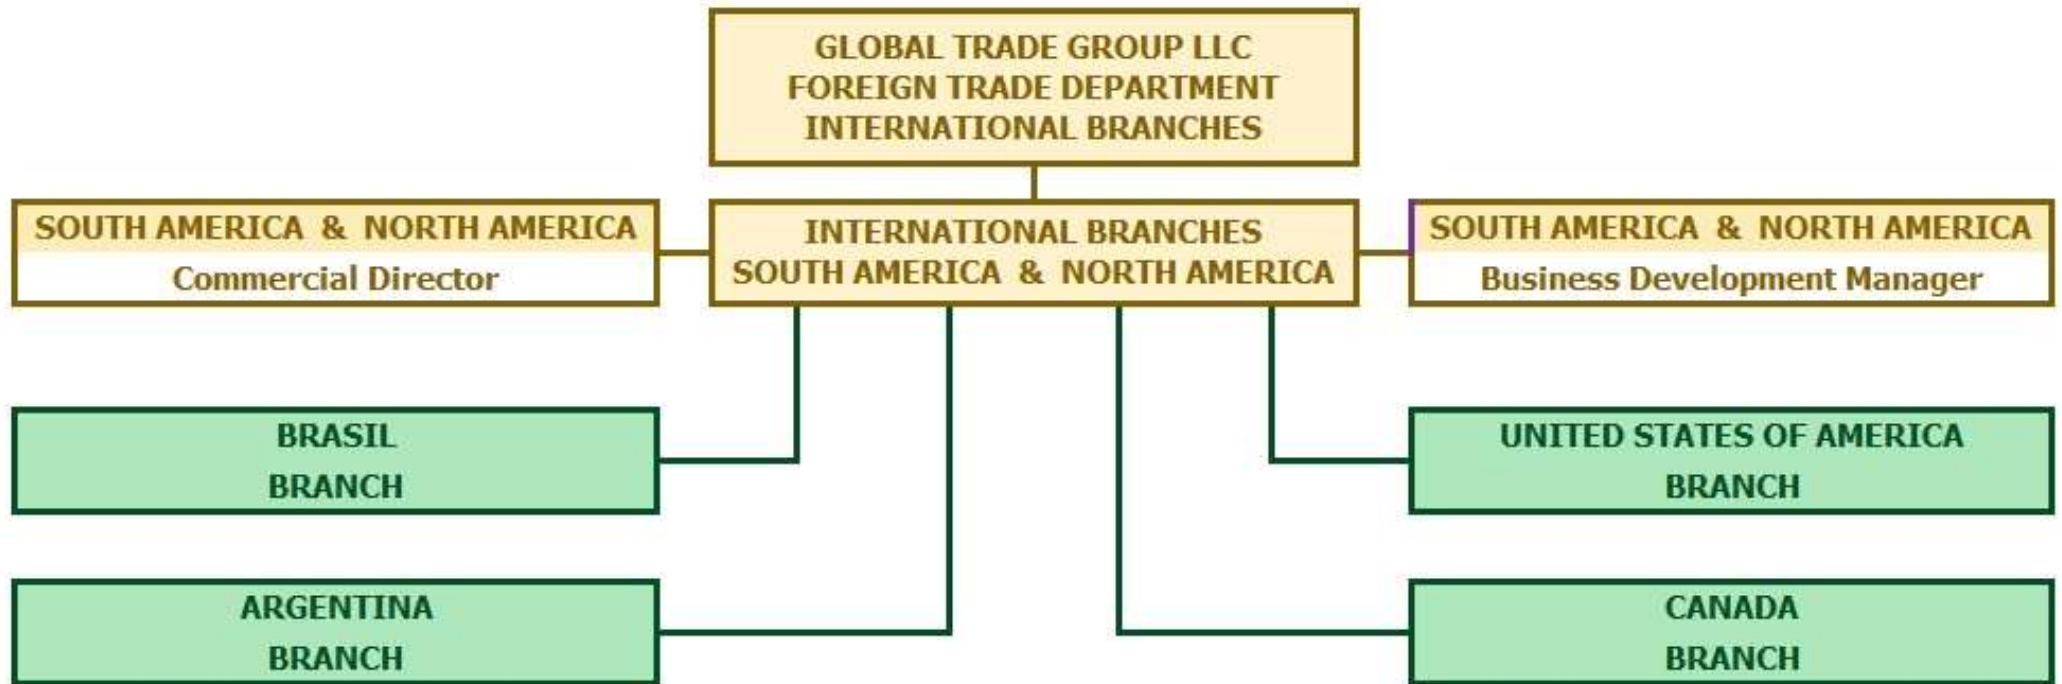 GLOBAL TRADE GROUP LLC
FOREIGN TRADE DEPARTMENT
INTERNATIONAL BRANCHES
SOUTH AMERICA & NORTH AMERICA
Commercial Director
INTERNATIONAL BRANCHES
SOUTH AMERICA & NORTH AMERICA
SOUTH AMERICA & NORTH AMERICA
Business Development Manager
BRASIL
BRANCH
UNITED STATES OF AMERICA
BRANCH
ARGENTINA
BRANCH
CANADA
BRANCH